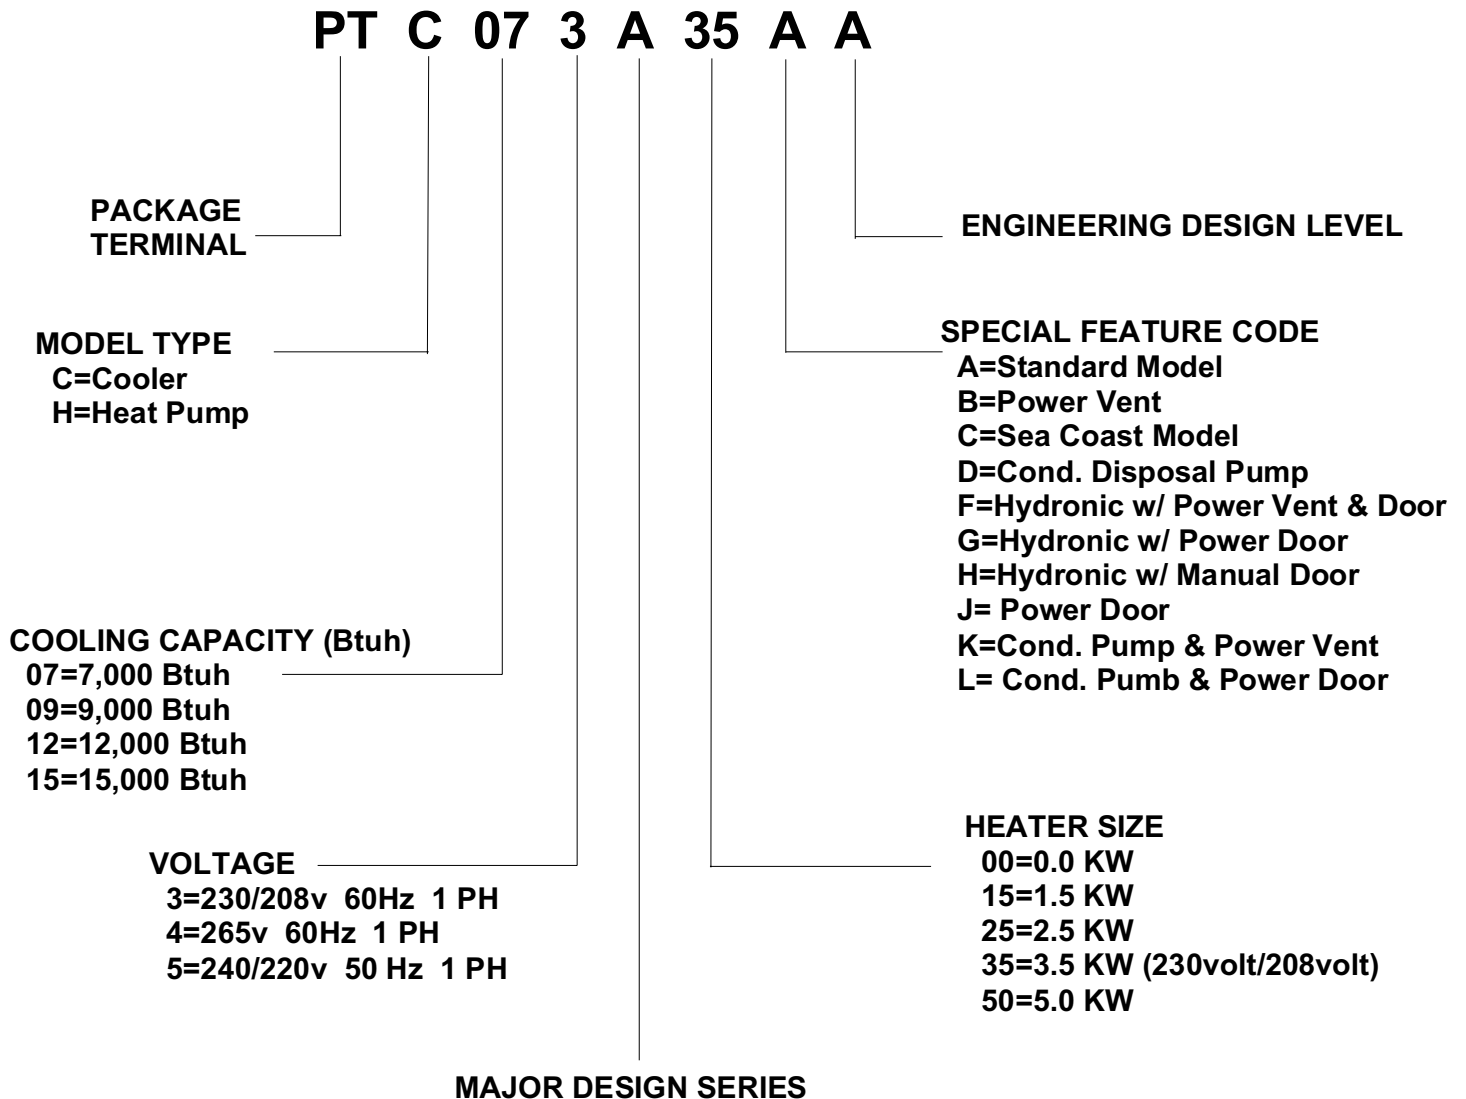 PT C 07 3 A 35 A A
PACKAGE
TERMINAL
ENGINEERING DESIGN LEVEL
MODEL TYPE
C=Cooler
H=Heat Pump
SPECIAL FEATURE CODE
A=Standard Model
B=Power Vent
C=Sea Coast Model
D=Cond. Disposal Pump
F=Hydronic w/ Power Vent & Door
G=Hydronic w/ Power Door
H=Hydronic w/ Manual Door
J= Power Door
K=Cond. Pump & Power Vent
L= Cond. Pumb & Power Door
COOLING CAPACITY (Btuh)
07=7,000 Btuh
09=9,000 Btuh
12=12,000 Btuh
15=15,000 Btuh
VOLTAGE
3=230/208v 60Hz 1 PH
4=265v 60Hz 1 PH
5=240/220v 50 Hz 1 PH
HEATER SIZE
00=0.0 KW
15=1.5 KW
25=2.5 KW
35=3.5 KW (230volt/208volt)
50=5.0 KW
MAJOR DESIGN SERIES